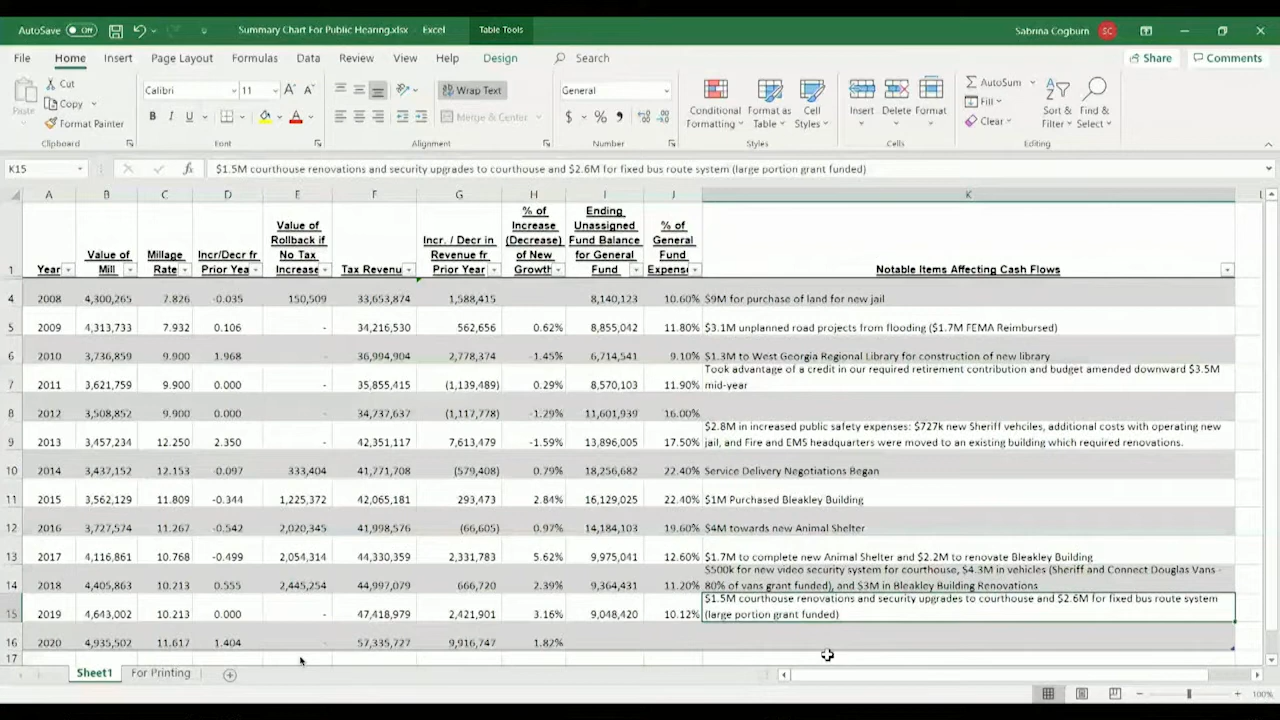 AutoSave Off Summary Chart For Public Hearing.xlsx - Excel Table Tools Sabrina Cogburn SC
File Home Insert Page Layout Formulas Data Review View Help Design Search Share Comments
Paste Cut Copy Format Painter Clipboard
Calibri 11 B I U A Font
Wrap Text Merge & Center Alignment
General $ % Number
Conditional Formatting Format as Table Cell Styles Styles
Insert Delete Format Cells
AutoSum Fill Clear Sort & Filter Find & Select Editing
K15 fx $1.5M courthouse renovations and security upgrades to courthouse and $2.6M for fixed bus route system (large portion grant funded)
A B C D E F G H I J K
1 Year Value of Mill Millage Rate Incr/Decr fr Prior Yea Value of Rollback if No Tax Increase Tax Revenu Incr. / Decr in Revenue fr Prior Year % of Increase (Decrease) of New Growth Ending Unassigned Fund Balance for General Fund % of General Fund Expens Notable Items Affecting Cash Flows
4 2008 4,300,265 7.826 -0.035 150,509 33,653,874 1,588,415 8,140,123 10.60% $9M for purchase of land for new jail
5 2009 4,313,733 7.932 0.106 - 34,216,530 562,656 0.62% 8,855,042 11.80% $3.1M unplanned road projects from flooding ($1.7M FEMA Reimbursed)
6 2010 3,736,859 9.900 1.968 - 36,994,904 2,778,374 -1.45% 6,714,541 9.10% $1.3M to West Georgia Regional Library for construction of new library
7 2011 3,621,759 9.900 0.000 - 35,855,415 (1,139,489) 0.29% 8,570,103 11.90% Took advantage of a credit in our required retirement contribution and budget amended downward $3.5M
mid-year
8 2012 3,508,852 9.900 0.000 - 34,737,637 (1,117,778) -1.29% 11,601,939 16.00%
9 2013 3,457,234 12.250 2.350 - 42,351,117 7,613,479 -1.59% 13,896,005 17.50% $2.8M in increased public safety expenses: $727k new Sheriff vehciles, additional costs with operating new
jail, and Fire and EMS headquarters were moved to an existing building which required renovations.
10 2014 3,437,152 12.153 -0.097 333,404 41,771,708 (579,408) 0.79% 18,256,682 22.40% Service Delivery Negotiations Began
11 2015 3,562,129 11.809 -0.344 1,225,372 42,065,181 293,473 2.84% 16,129,025 22.40% $1M Purchased Bleakley Building
12 2016 3,727,574 11.267 -0.542 2,020,345 41,998,576 (66,605) 0.97% 14,184,103 19.60% $4M towards new Animal Shelter
13 2017 4,116,861 10.768 -0.499 2,054,314 44,330,359 2,331,783 5.62% 9,975,041 12.60% $1.7M to complete new Animal Shelter and $2.2M to renovate Bleakley Building
14 2018 4,405,863 10.213 0.555 2,445,254 44,997,079 666,720 2.39% 9,364,431 11.20% $500k for new video security system for courthouse, $4.3M in vehicles (Sheriff and Connect Douglas Vans -
80% of vans grant funded), and $3M in Bleakley Building Renovations
15 2019 4,643,002 10.213 0.000 - 47,418,979 2,421,901 3.16% 9,048,420 10.12% $1.5M courthouse renovations and security upgrades to courthouse and $2.6M for fixed bus route system
(large portion grant funded)
16 2020 4,935,502 11.617 1.404 - 57,335,727 9,916,747 1.82%
17
Sheet1 For Printing
100%